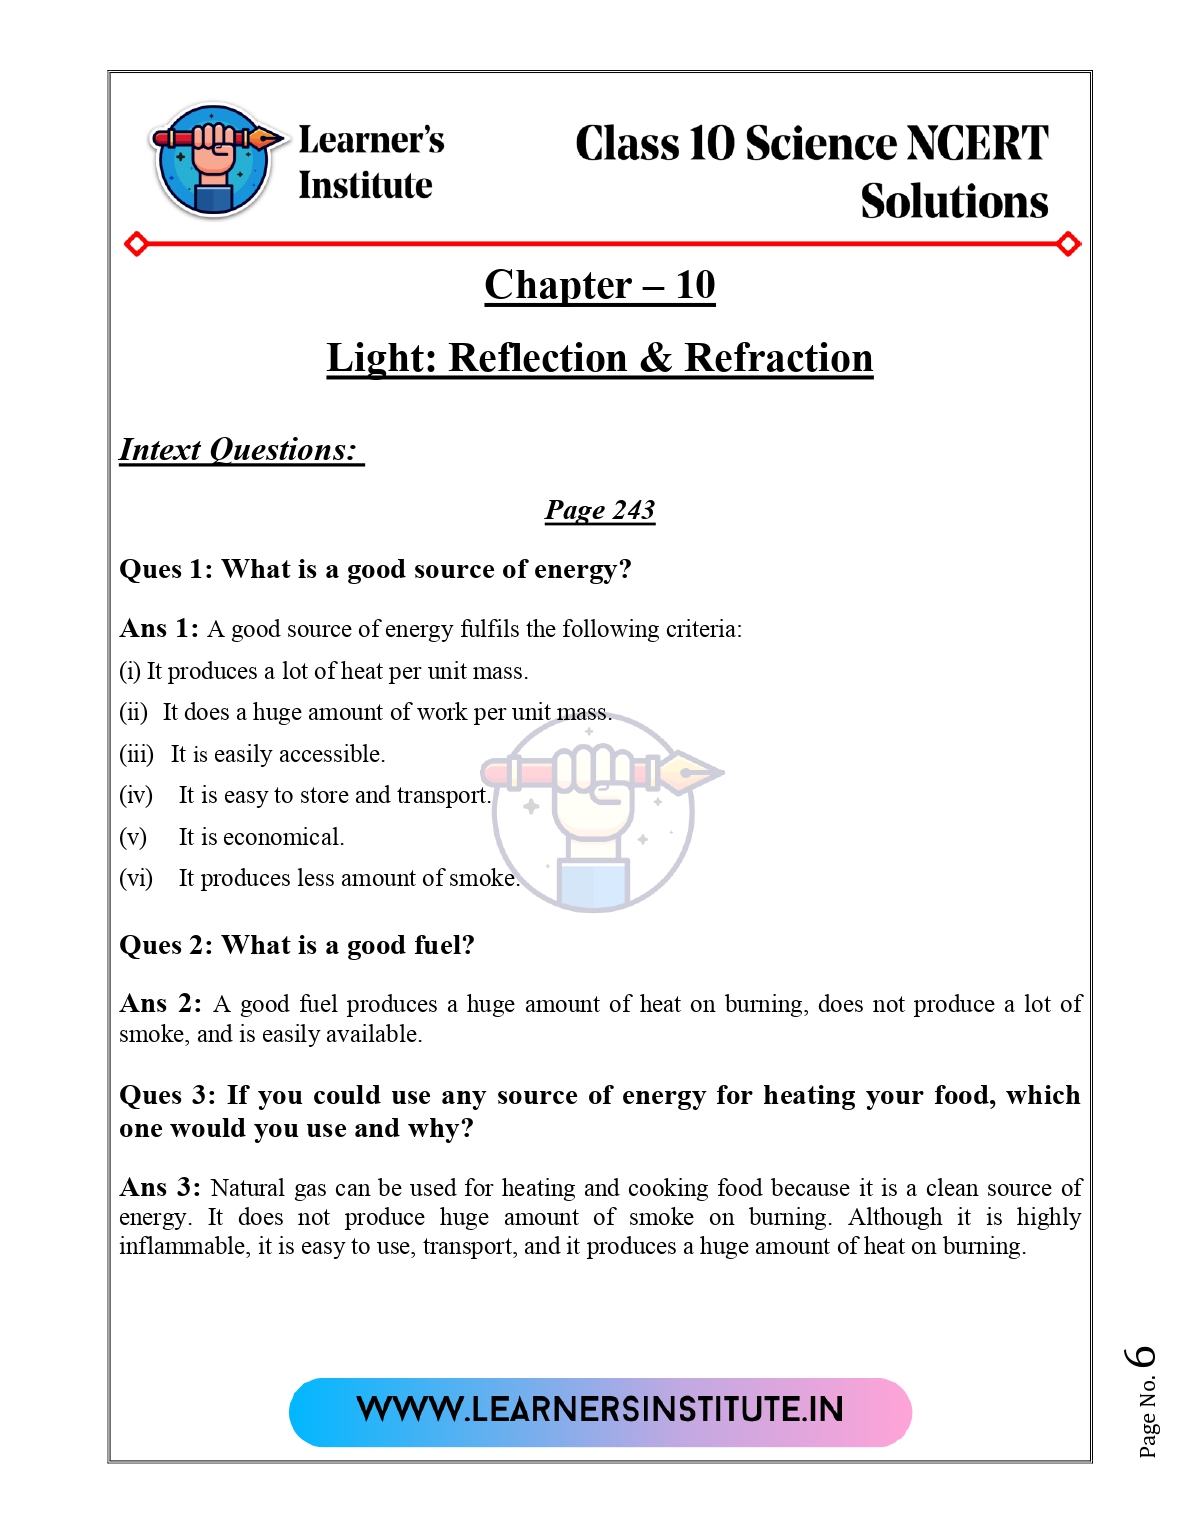 Learner's
Institute
Class 10 Science NCERT
Solutions
Chapter – 10
Light: Reflection & Refraction
Intext Questions:
Page 243
Ques 1: What is a good source of energy?
Ans 1: A good source of energy fulfils the following criteria:
(i) It produces a lot of heat per unit mass.
(ii) It does a huge amount of work per unit mass.
(iii) It is easily accessible.
(iv) It is easy to store and transport.
(v) It is economical.
(vi) It produces less amount of smoke.
Ques 2: What is a good fuel?
Ans 2: A good fuel produces a huge amount of heat on burning, does not produce a lot of
smoke, and is easily available.
Ques 3: If you could use any source of energy for heating your food, which
one would you use and why?
Ans 3: Natural gas can be used for heating and cooking food because it is a clean source of
energy. It does not produce huge amount of smoke on burning. Although it is highly
inflammable, it is easy to use, transport, and it produces a huge amount of heat on burning.
WWW.LEARNERSINSTITUTE.IN
Page No. 6